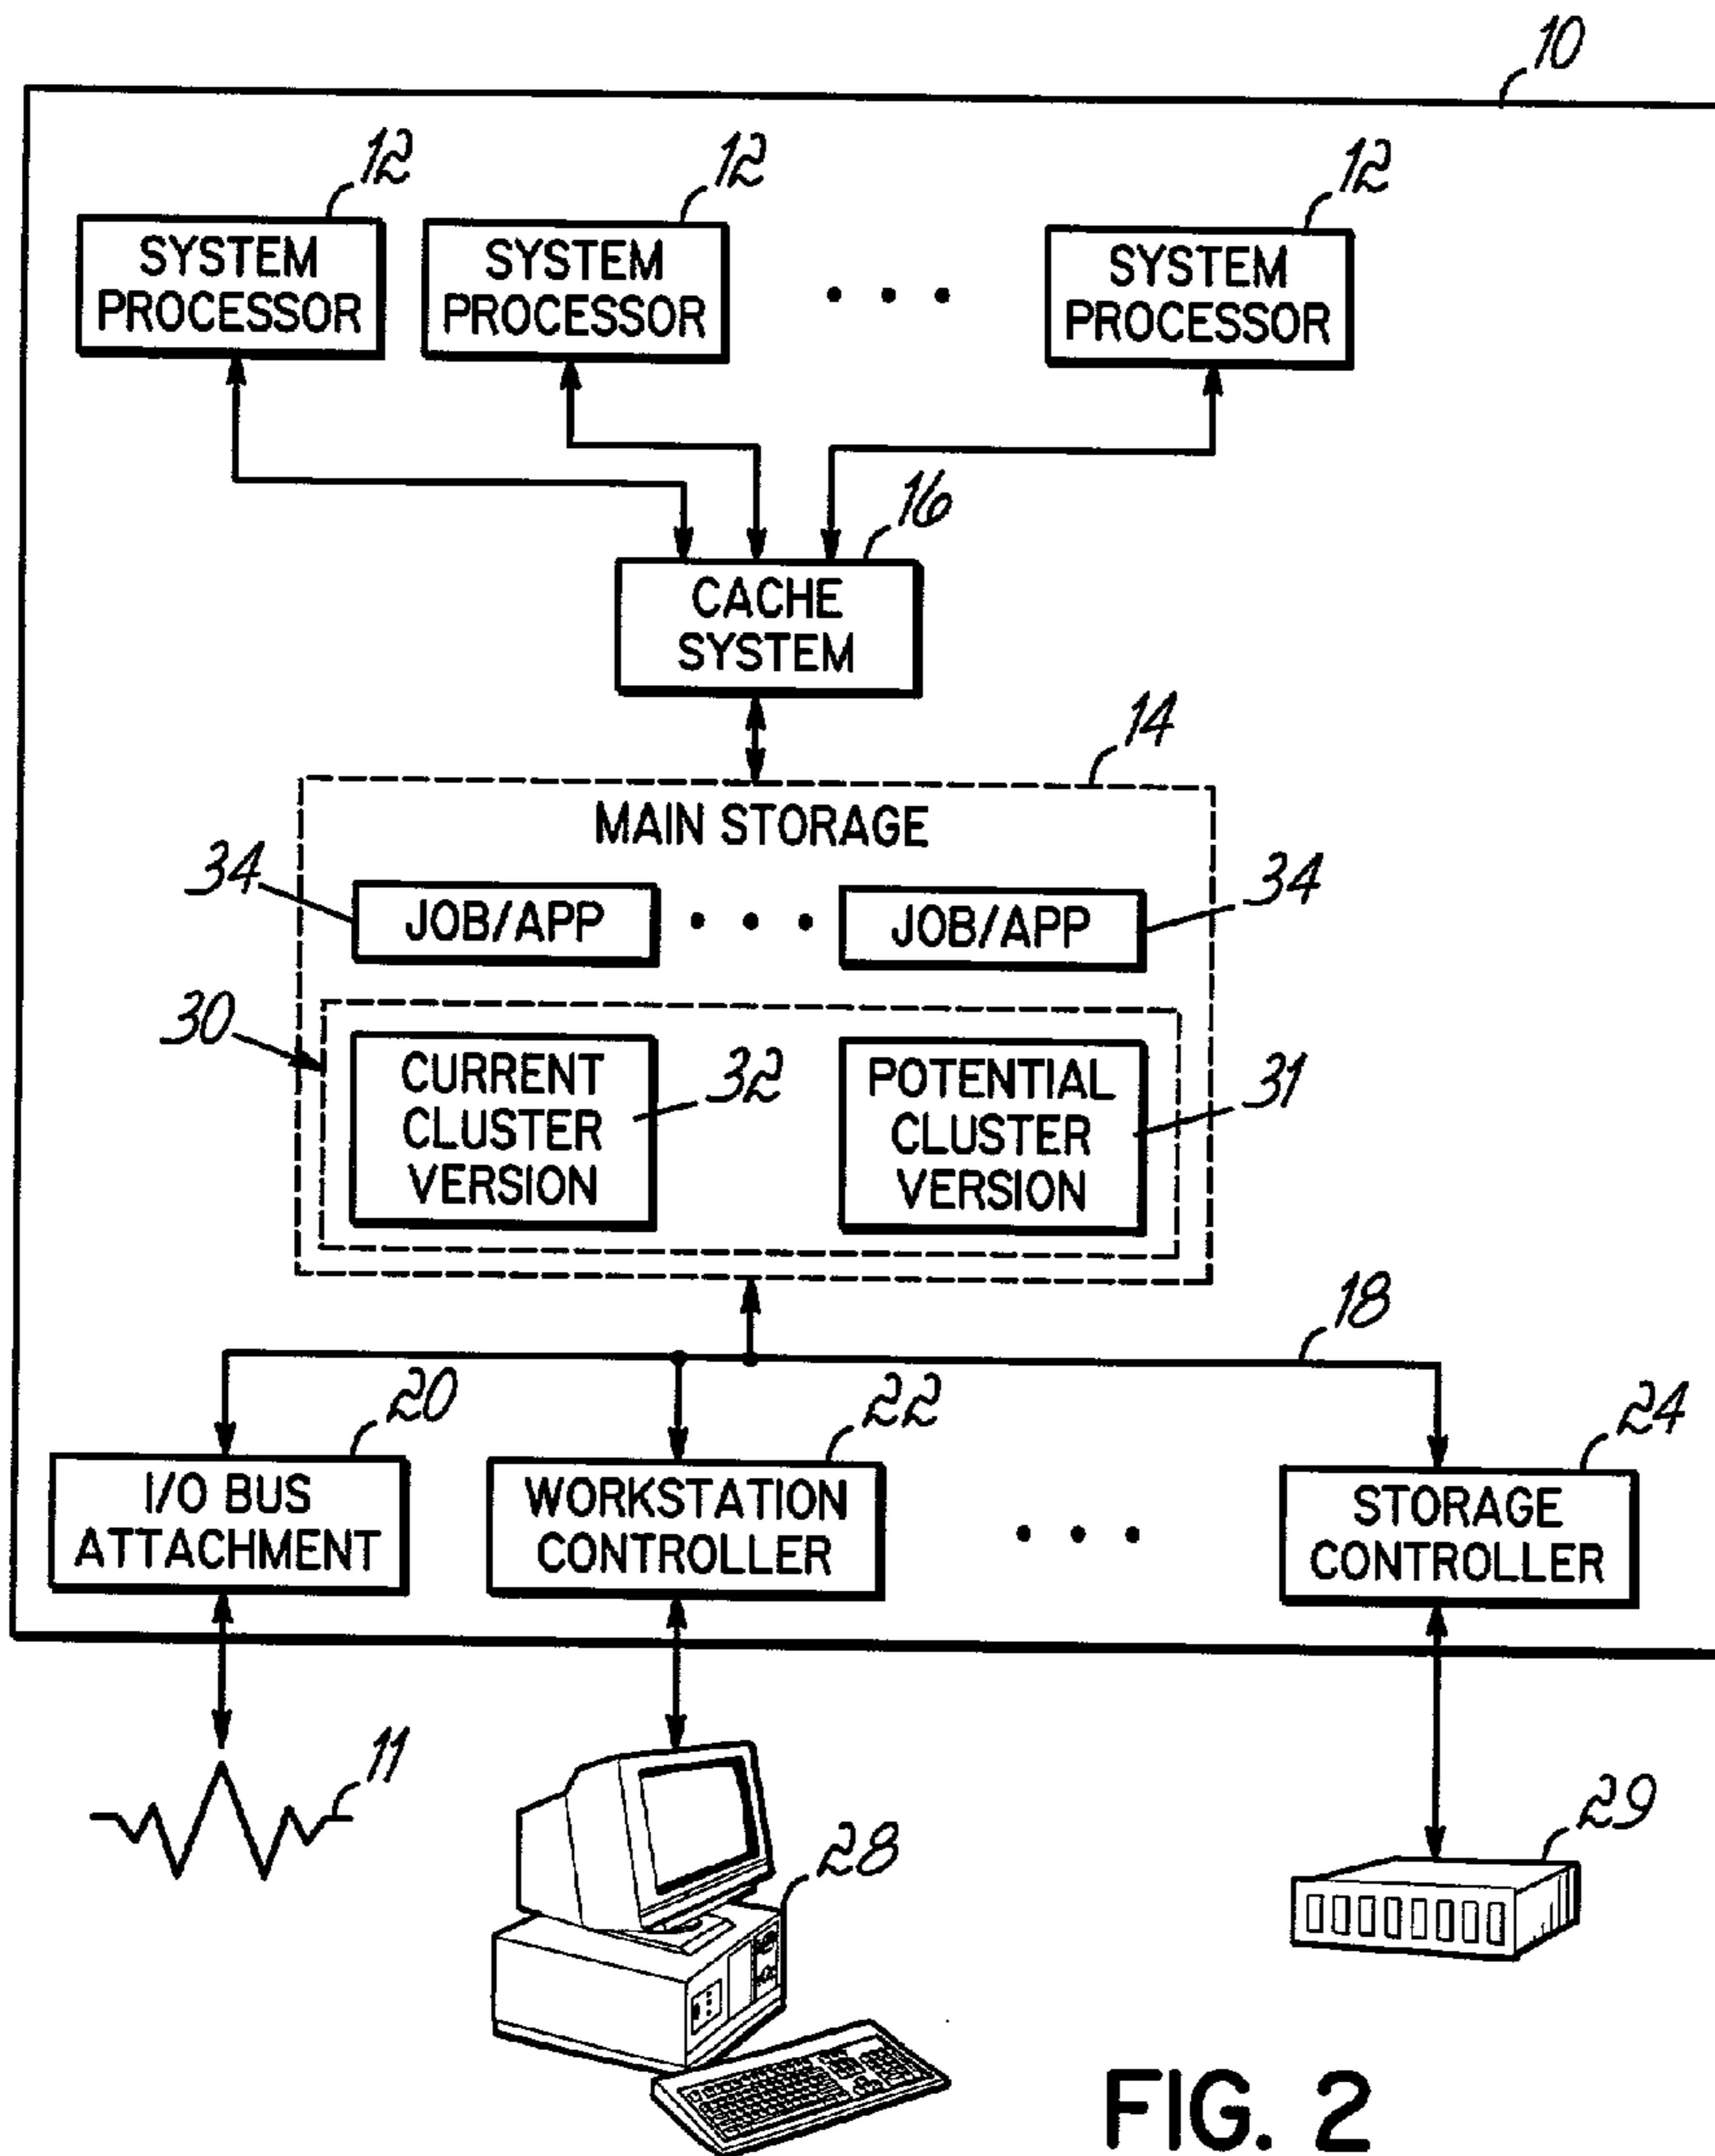 10
12
12
12
SYSTEM
PROCESSOR
SYSTEM
PROCESSOR
• • •
SYSTEM
PROCESSOR
16
CACHE
SYSTEM
14
MAIN STORAGE
34
JOB/APP
• • •
JOB/APP
34
30
CURRENT
CLUSTER
VERSION
32
POTENTIAL
CLUSTER
VERSION
31
18
20
22
24
I/O BUS
ATTACHMENT
WORKSTATION
CONTROLLER
• • •
STORAGE
CONTROLLER
11
28
29
FIG. 2